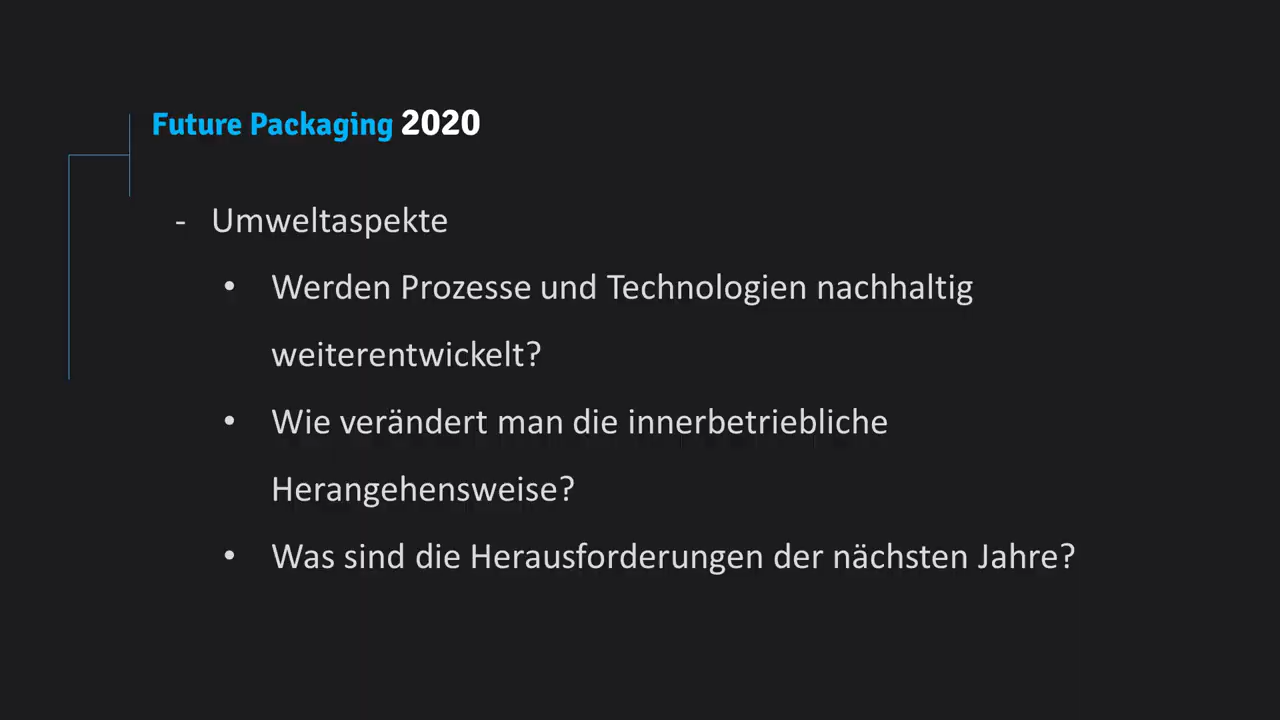 Future Packaging 2020
- Umweltaspekte
• Werden Prozesse und Technologien nachhaltig
weiterentwickelt?
• Wie verändert man die innerbetriebliche
Herangehensweise?
• Was sind die Herausforderungen der nächsten Jahre?